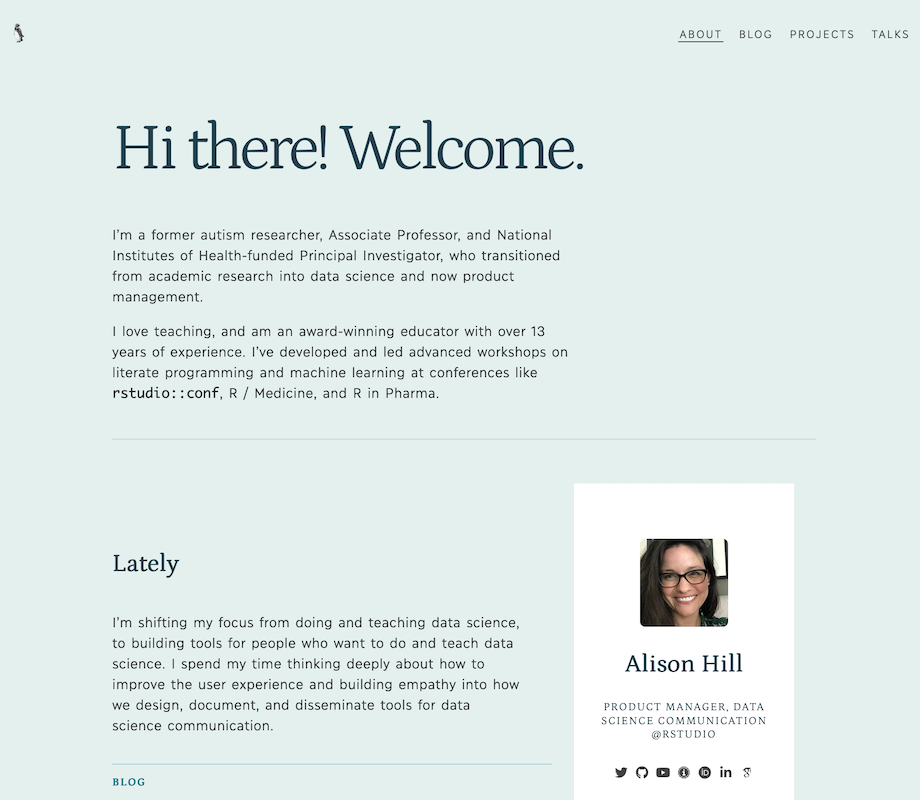 ABOUT BLOG PROJECTS TALKS
Hi there! Welcome.
I'm a former autism researcher, Associate Professor, and National
Institutes of Health-funded Principal Investigator, who transitioned
from academic research into data science and now product
management.
I love teaching, and am an award-winning educator with over 13
years of experience. I've developed and led advanced workshops on
literate programming and machine learning at conferences like
rstudio::conf, R / Medicine, and R in Pharma.
Lately
I'm shifting my focus from doing and teaching data science,
to building tools for people who want to do and teach data
science. I spend my time thinking deeply about how to
improve the user experience and building empathy into how
we design, document, and disseminate tools for data
science communication.
BLOG
Alison Hill
PRODUCT MANAGER, DATA
SCIENCE COMMUNICATION
@RSTUDIO